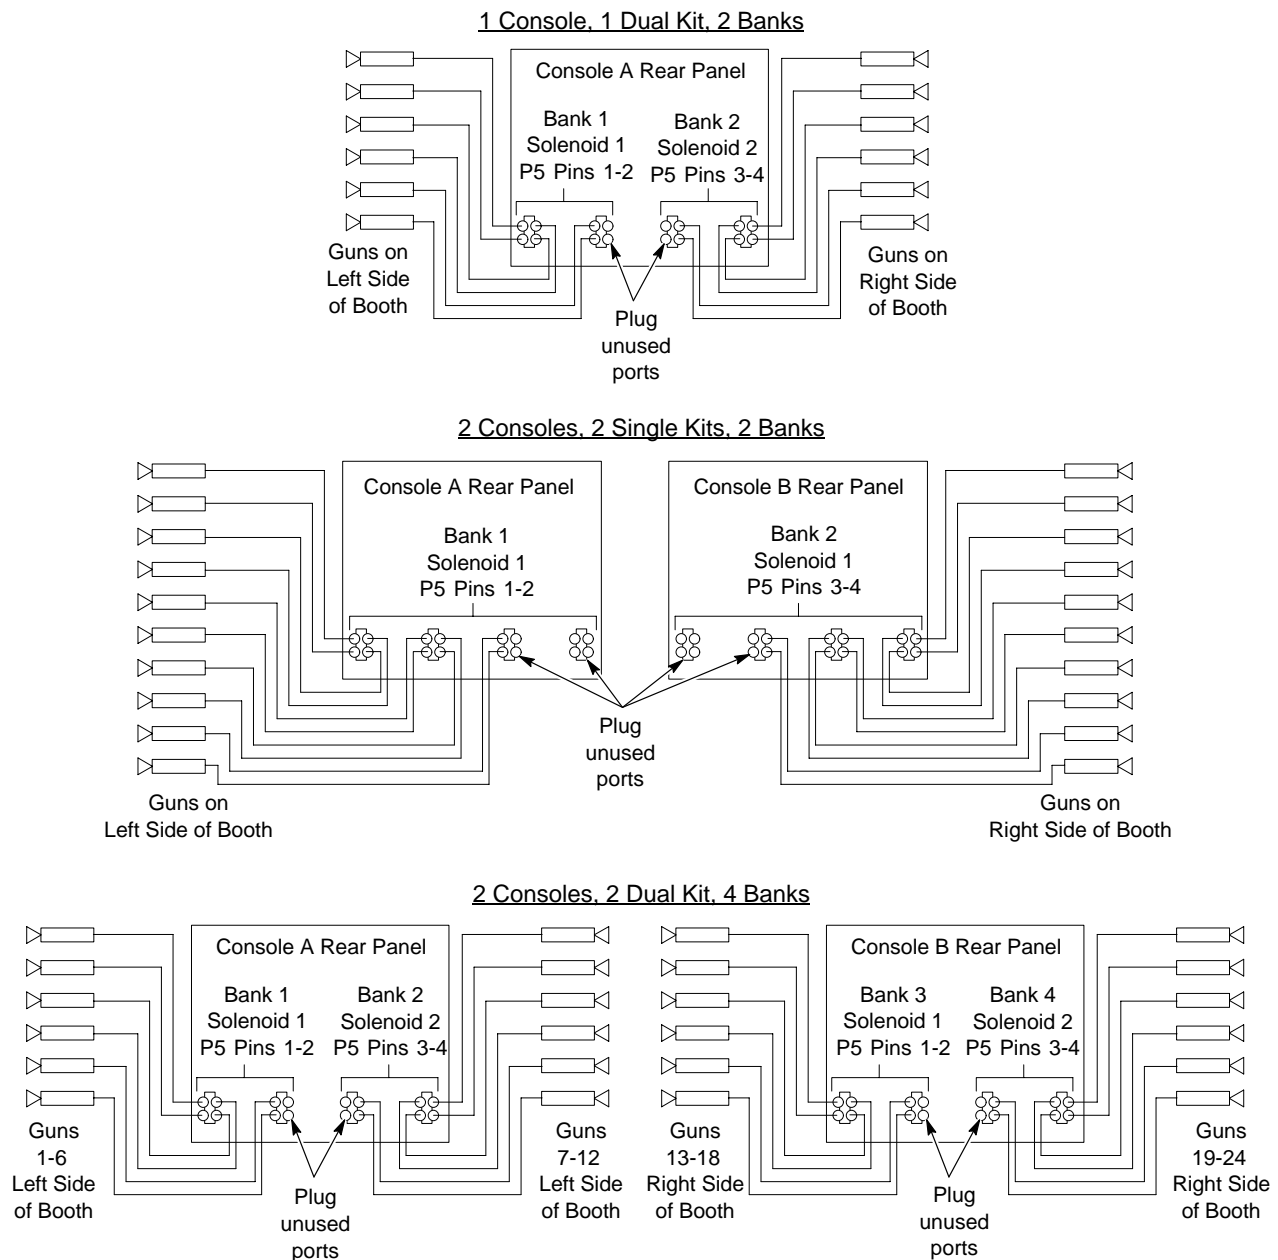 1 Console, 1 Dual Kit, 2 Banks
Console A Rear Panel
Bank 1
Solenoid 1
P5 Pins 1-2
Bank 2
Solenoid 2
P5 Pins 3-4
Guns on
Left Side
of Booth
Guns on
Right Side
of Booth
Plug
unused
ports
2 Consoles, 2 Single Kits, 2 Banks
Console A Rear Panel
Bank 1
Solenoid 1
P5 Pins 1-2
Console B Rear Panel
Bank 2
Solenoid 1
P5 Pins 3-4
Plug
unused
ports
Guns on
Left Side of Booth
Guns on
Right Side of Booth
2 Consoles, 2 Dual Kit, 4 Banks
Console A Rear Panel
Bank 1
Solenoid 1
P5 Pins 1-2
Bank 2
Solenoid 2
P5 Pins 3-4
Console B Rear Panel
Bank 3
Solenoid 1
P5 Pins 1-2
Bank 4
Solenoid 2
P5 Pins 3-4
Guns
1-6
Left Side
of Booth
Plug
unused
ports
Guns
7-12
Left Side
of Booth
Guns
13-18
Right Side
of Booth
Plug
unused
ports
Guns
19-24
Right Side
of Booth